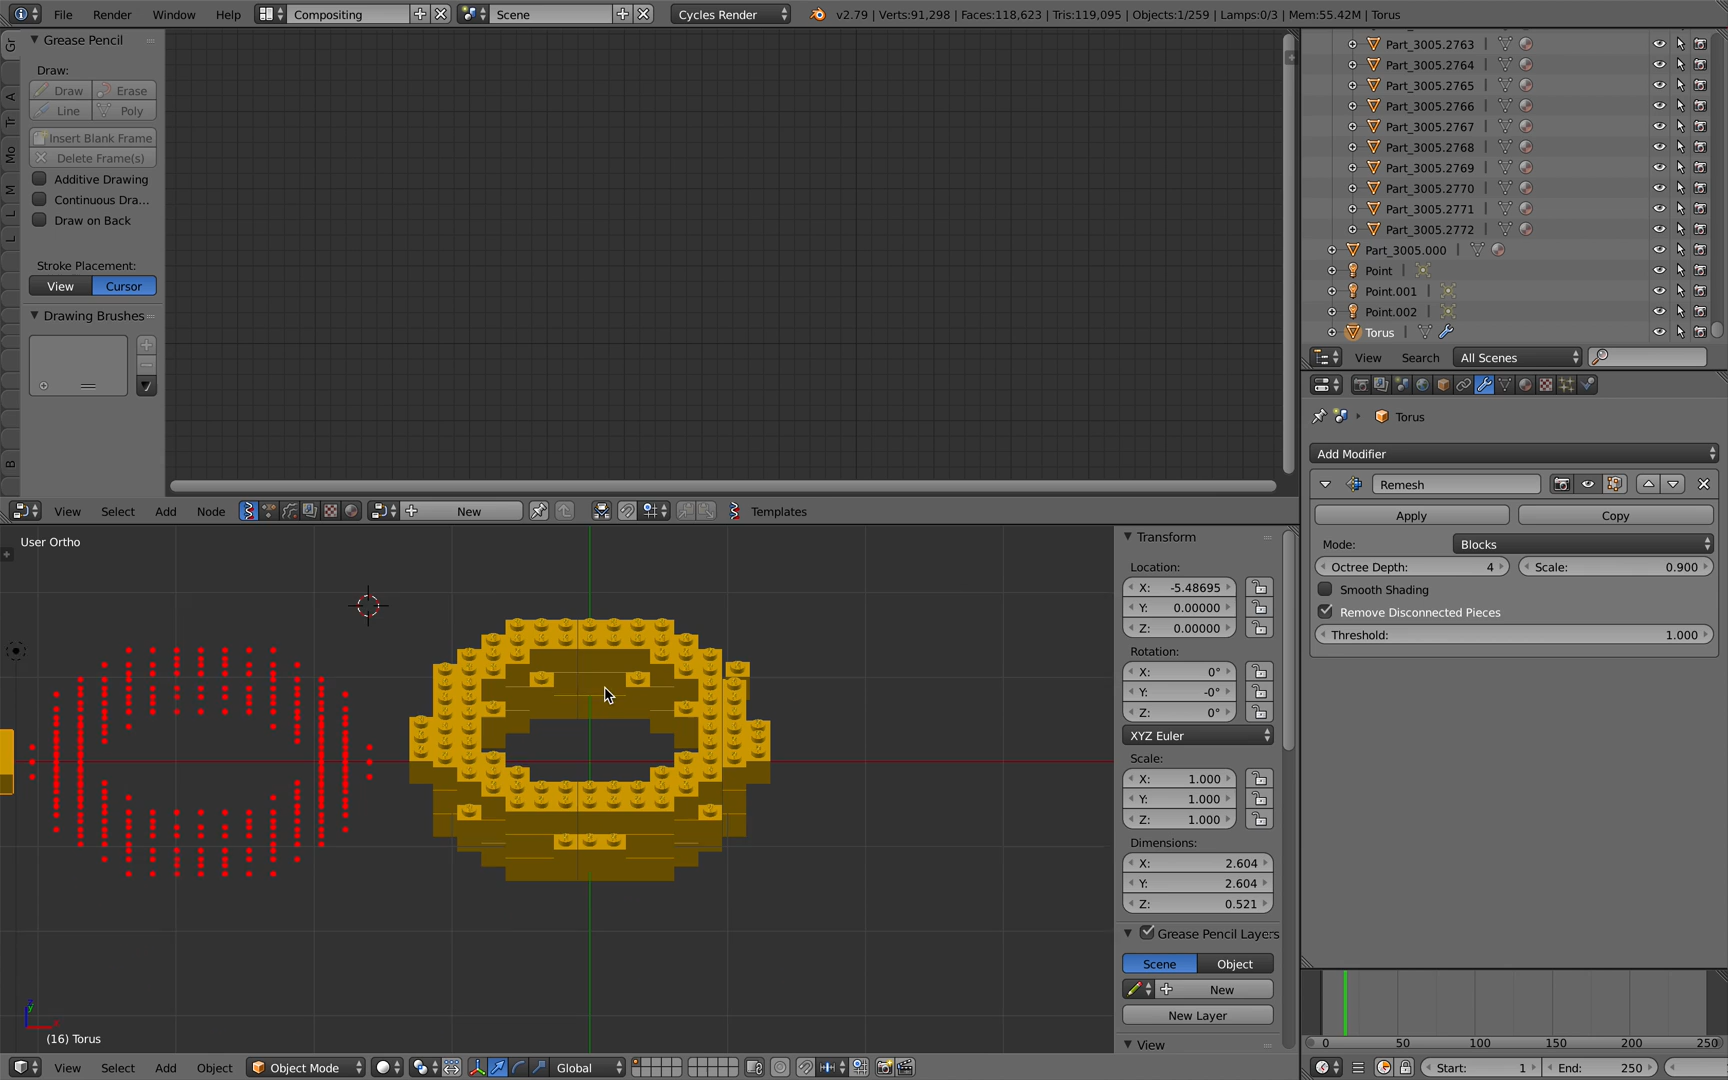 File Render Window Help Compositing Scene Cycles Render v2.79 | Verts:91,298 | Faces:118,623 | Tris:119,095 | Objects:1/259 | Lamps:0/3 | Mem:55.42M | Torus
Gr
A
Tr
Mo
M
L
L
B
Grease Pencil
Draw:
Draw Erase
Line Poly
Insert Blank Frame
Delete Frame(s)
Additive Drawing
Continuous Dra...
Draw on Back
Stroke Placement:
View Cursor
Drawing Brushes
View Select Add Node New Templates
User Ortho
(16) Torus
View Select Add Object Object Mode Global
Transform
Location:
X: -5.48695
Y: 0.00000
Z: 0.00000
Rotation:
X: 0°
Y: -0°
Z: 0°
XYZ Euler
Scale:
X: 1.000
Y: 1.000
Z: 1.000
Dimensions:
X: 2.604
Y: 2.604
Z: 0.521
Grease Pencil Layers
Scene Object
New
New Layer
View
Part_3005.2763
Part_3005.2764
Part_3005.2765
Part_3005.2766
Part_3005.2767
Part_3005.2768
Part_3005.2769
Part_3005.2770
Part_3005.2771
Part_3005.2772
Part_3005.000
Point
Point.001
Point.002
Torus
View Search All Scenes
Torus
Add Modifier
Remesh
Apply Copy
Mode: Blocks
Octree Depth: 4 Scale: 0.900
Smooth Shading
Remove Disconnected Pieces
Threshold: 1.000
0 50 100 150 200 250
Start: 1 End: 250